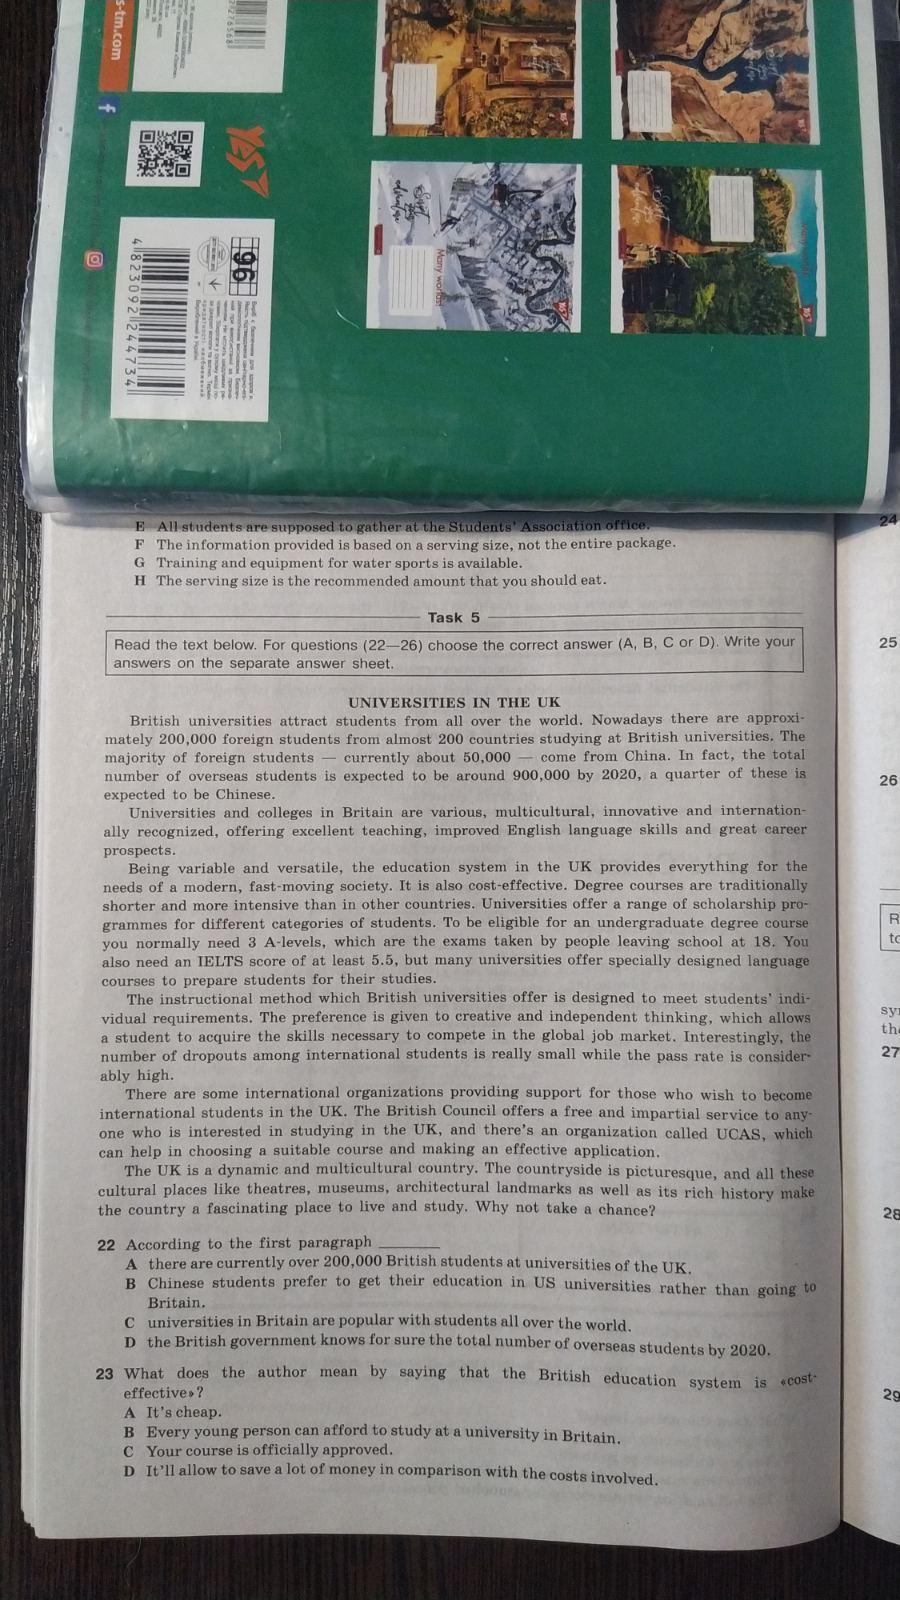 s-tm.com
YES
96
4 823092 244734
Many worlds!
E All students are supposed to gather at the Students' Association office.
F The information provided is based on a serving size, not the entire package.
G Training and equipment for water sports is available.
H The serving size is the recommended amount that you should eat.
Task 5
Read the text below. For questions (22—26) choose the correct answer (A, B, C or D). Write your
answers on the separate answer sheet.
UNIVERSITIES IN THE UK
British universities attract students from all over the world. Nowadays there are approxi-
mately 200,000 foreign students from almost 200 countries studying at British universities. The
majority of foreign students — currently about 50,000 — come from China. In fact, the total
number of overseas students is expected to be around 900,000 by 2020, a quarter of these is
expected to be Chinese.
Universities and colleges in Britain are various, multicultural, innovative and internation-
ally recognized, offering excellent teaching, improved English language skills and great career
prospects.
Being variable and versatile, the education system in the UK provides everything for the
needs of a modern, fast-moving society. It is also cost-effective. Degree courses are traditionally
shorter and more intensive than in other countries. Universities offer a range of scholarship pro-
grammes for different categories of students. To be eligible for an undergraduate degree course
you normally need 3 A-levels, which are the exams taken by people leaving school at 18. You
also need an IELTS score of at least 5.5, but many universities offer specially designed language
courses to prepare students for their studies.
The instructional method which British universities offer is designed to meet students' indi-
vidual requirements. The preference is given to creative and independent thinking, which allows
a student to acquire the skills necessary to compete in the global job market. Interestingly, the
number of dropouts among international students is really small while the pass rate is consider-
ably high.
There are some international organizations providing support for those who wish to become
international students in the UK. The British Council offers a free and impartial service to any-
one who is interested in studying in the UK, and there's an organization called UCAS, which
can help in choosing a suitable course and making an effective application.
The UK is a dynamic and multicultural country. The countryside is picturesque, and all these
cultural places like theatres, museums, architectural landmarks as well as its rich history make
the country a fascinating place to live and study. Why not take a chance?
22 According to the first paragraph ________
A there are currently over 200,000 British students at universities of the UK.
B Chinese students prefer to get their education in US universities rather than going to
Britain.
C universities in Britain are popular with students all over the world.
D the British government knows for sure the total number of overseas students by 2020.
23 What does the author mean by saying that the British education system is «cost-
effective»?
A It's cheap.
B Every young person can afford to study at a university in Britain.
C Your course is officially approved.
D It'll allow to save a lot of money in comparison with the costs involved.
24
25
26
R
to
27
28
29